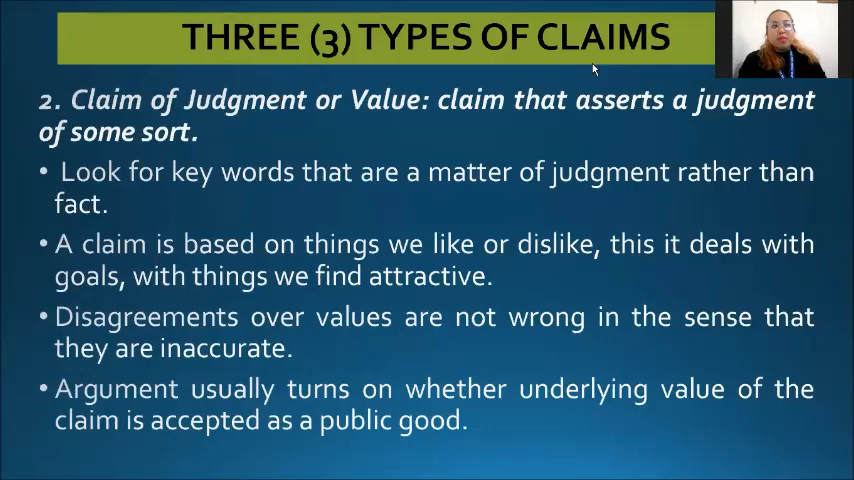 THREE (3) TYPES OF CLAIMS
2. Claim of Judgment or Value: claim that asserts a judgment
of some sort.
• Look for key words that are a matter of judgment rather than
fact.
• A claim is based on things we like or dislike, this it deals with
goals, with things we find attractive.
• Disagreements over values are not wrong in the sense that
they are inaccurate.
• Argument usually turns on whether underlying value of the
claim is accepted as a public good.